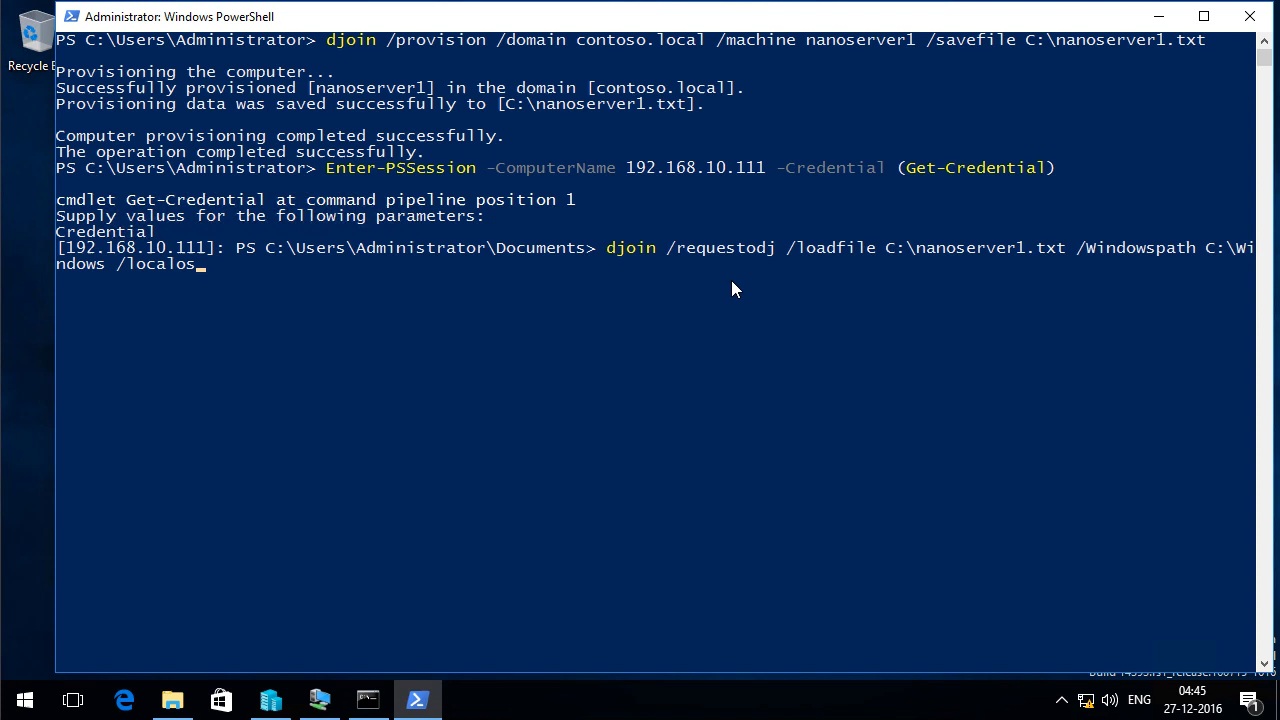 Administrator: Windows PowerShell
PS C:\Users\Administrator> djoin /provision /domain contoso.local /machine nanoserver1 /savefile C:\nanoserver1.txt
Recycle
Provisioning the computer...
Successfully provisioned [nanoserver1] in the domain [contoso.local].
Provisioning data was saved successfully to [C:\nanoserver1.txt].
Computer provisioning completed successfully.
The operation completed successfully.
PS C:\Users\Administrator> Enter-PSSession -ComputerName 192.168.10.111 -Credential (Get-Credential)
cmdlet Get-Credential at command pipeline position 1
Supply values for the following parameters:
Credential
[192.168.10.111]: PS C:\Users\Administrator\Documents> djoin /requestodj /loadfile C:\nanoserver1.txt /Windowspath C:\Wi
ndows /localos_
ENG
04:45
27-12-2016
1